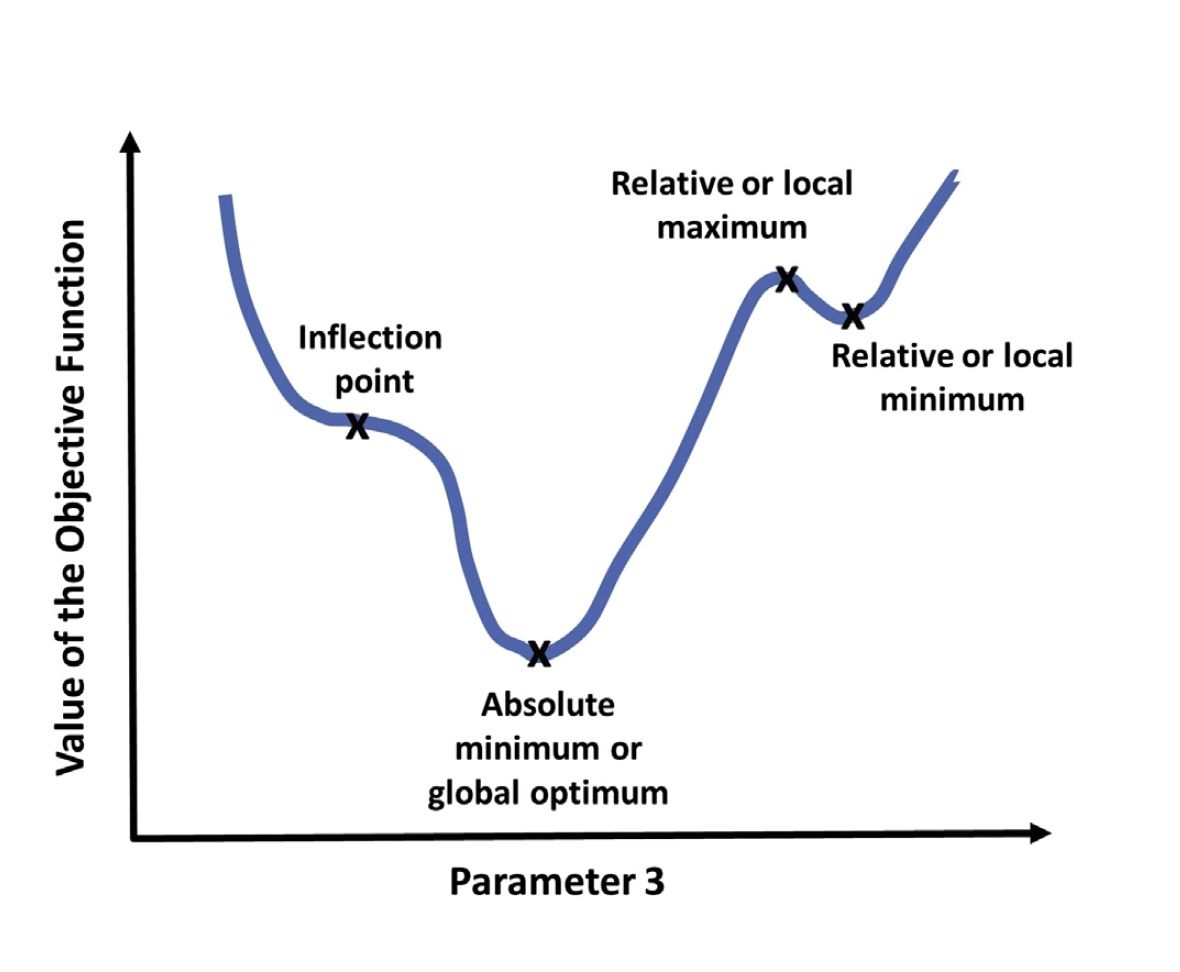 Relative or local
maximum
Inflection
point
X
X
X
Relative or local
minimum
X
Absolute
minimum or
global optimum
Value of the Objective Function
Parameter 3